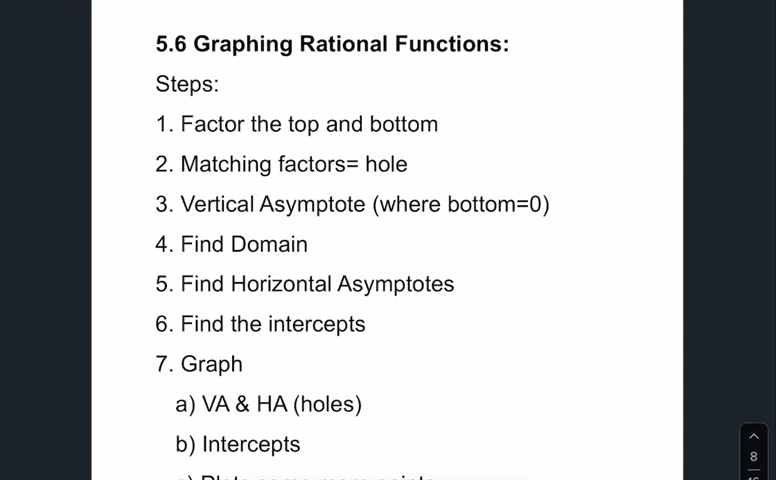 5.6 Graphing Rational Functions:
Steps:
1. Factor the top and bottom
2. Matching factors= hole
3. Vertical Asymptote (where bottom=0)
4. Find Domain
5. Find Horizontal Asymptotes
6. Find the intercepts
7. Graph
a) VA & HA (holes)
b) Intercepts
8